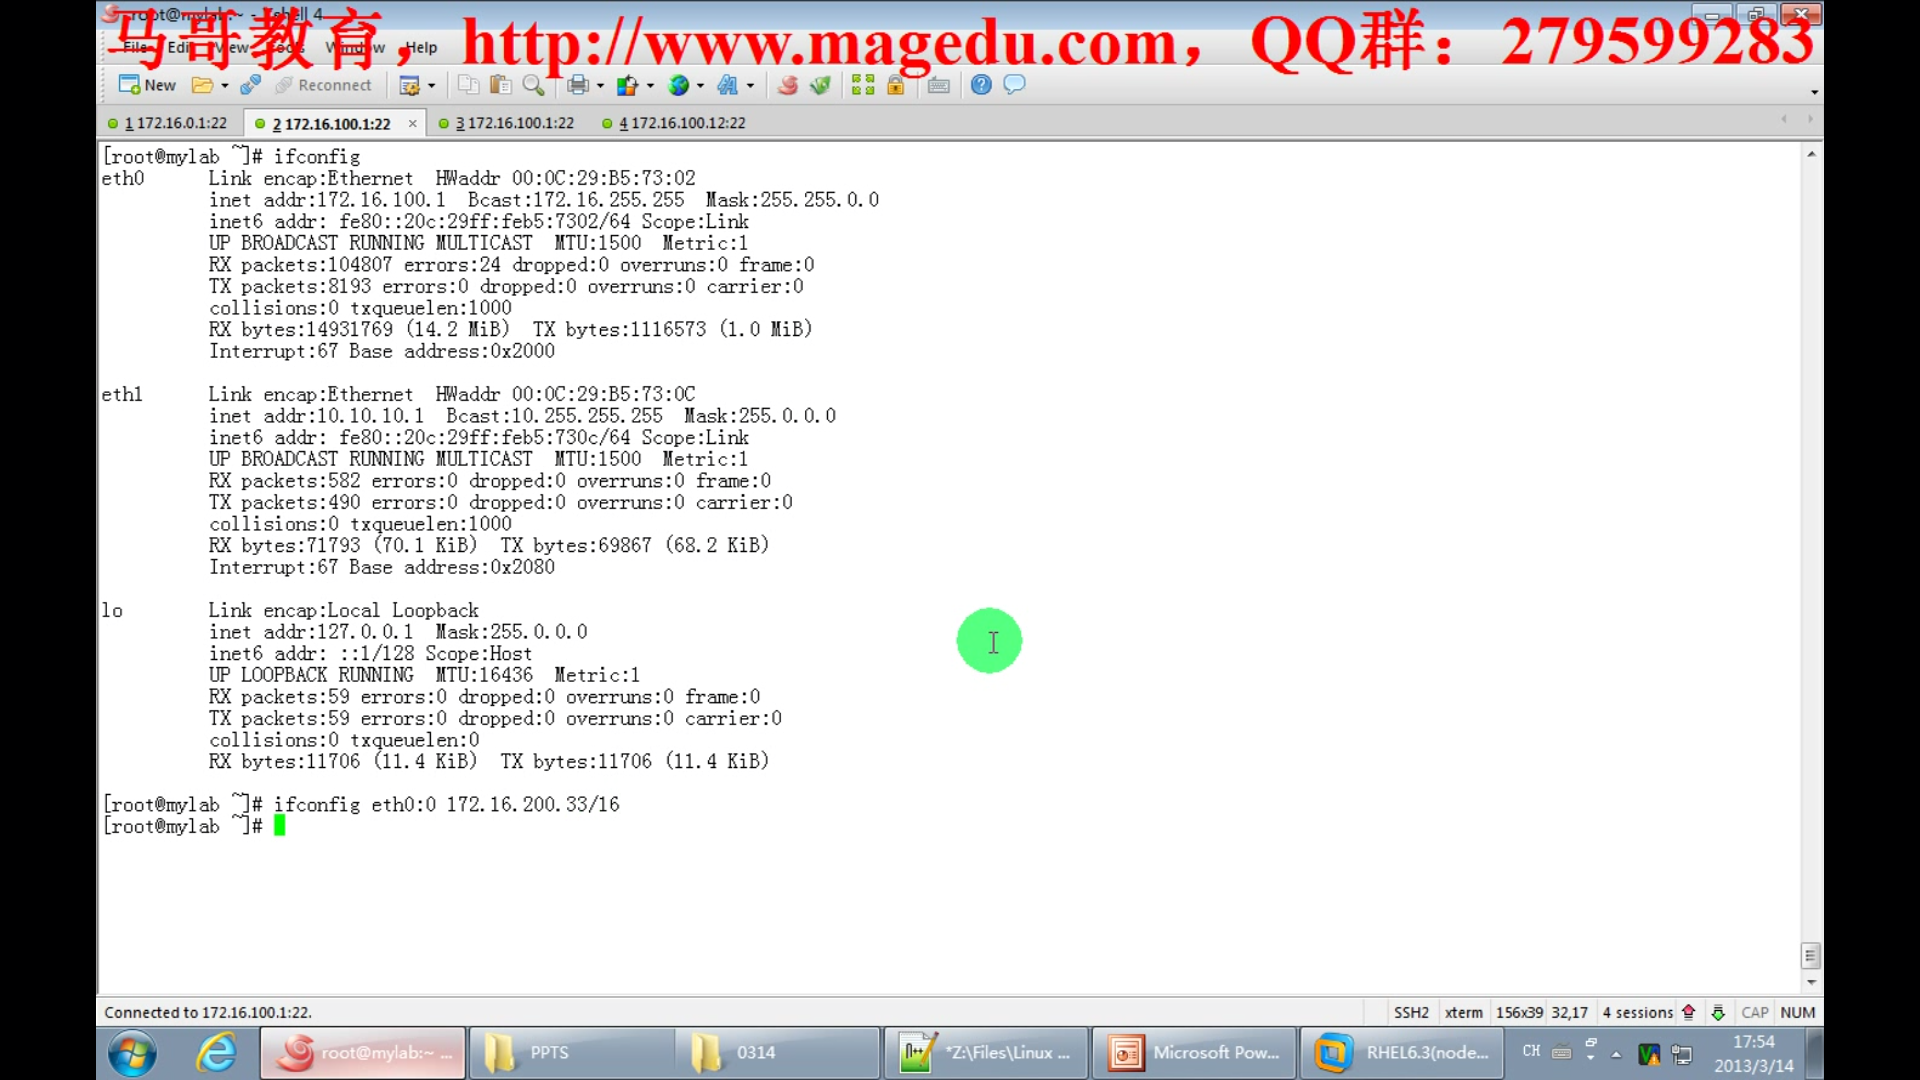 root@mylab:~ - Xshell 4
马哥教育，http://www.magedu.com，QQ群：279599283
File Edit View Tools Window Help
New Reconnect
1 172.16.0.1:22 2 172.16.100.1:22 × 3 172.16.100.1:22 4 172.16.100.12:22
[root@mylab ~]# ifconfig
eth0 Link encap:Ethernet HWaddr 00:0C:29:B5:73:02
inet addr:172.16.100.1 Bcast:172.16.255.255 Mask:255.255.0.0
inet6 addr: fe80::20c:29ff:feb5:7302/64 Scope:Link
UP BROADCAST RUNNING MULTICAST MTU:1500 Metric:1
RX packets:104807 errors:24 dropped:0 overruns:0 frame:0
TX packets:8193 errors:0 dropped:0 overruns:0 carrier:0
collisions:0 txqueuelen:1000
RX bytes:14931769 (14.2 MiB) TX bytes:1116573 (1.0 MiB)
Interrupt:67 Base address:0x2000
eth1 Link encap:Ethernet HWaddr 00:0C:29:B5:73:0C
inet addr:10.10.10.1 Bcast:10.255.255.255 Mask:255.0.0.0
inet6 addr: fe80::20c:29ff:feb5:730c/64 Scope:Link
UP BROADCAST RUNNING MULTICAST MTU:1500 Metric:1
RX packets:582 errors:0 dropped:0 overruns:0 frame:0
TX packets:490 errors:0 dropped:0 overruns:0 carrier:0
collisions:0 txqueuelen:1000
RX bytes:71793 (70.1 KiB) TX bytes:69867 (68.2 KiB)
Interrupt:67 Base address:0x2080
lo Link encap:Local Loopback
inet addr:127.0.0.1 Mask:255.0.0.0
inet6 addr: ::1/128 Scope:Host
UP LOOPBACK RUNNING MTU:16436 Metric:1
RX packets:59 errors:0 dropped:0 overruns:0 frame:0
TX packets:59 errors:0 dropped:0 overruns:0 carrier:0
collisions:0 txqueuelen:0
RX bytes:11706 (11.4 KiB) TX bytes:11706 (11.4 KiB)
[root@mylab ~]# ifconfig eth0:0 172.16.200.33/16
[root@mylab ~]#
Connected to 172.16.100.1:22. SSH2 xterm 156x39 32,17 4 sessions CAP NUM
root@mylab:~ ... PPTS 0314 *Z:\Files\Linux ... Microsoft Pow... RHEL6.3(node... CH 17:54
2013/3/14